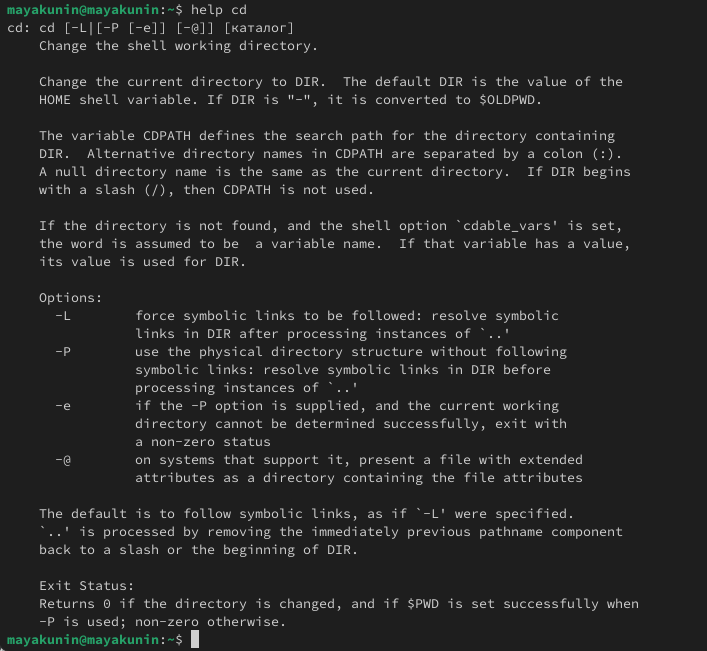 mayakunin@mayakunin:~$ help cd
cd: cd [-L|[-P [-e]] [-@]] [каталог]
    Change the shell working directory.

    Change the current directory to DIR.  The default DIR is the value of the
    HOME shell variable. If DIR is "-", it is converted to $OLDPWD.

    The variable CDPATH defines the search path for the directory containing
    DIR.  Alternative directory names in CDPATH are separated by a colon (:).
    A null directory name is the same as the current directory.  If DIR begins
    with a slash (/), then CDPATH is not used.

    If the directory is not found, and the shell option `cdable_vars' is set,
    the word is assumed to be  a variable name.  If that variable has a value,
    its value is used for DIR.

    Options:
      -L        force symbolic links to be followed: resolve symbolic
                links in DIR after processing instances of `..'
      -P        use the physical directory structure without following
                symbolic links: resolve symbolic links in DIR before
                processing instances of `..'
      -e        if the -P option is supplied, and the current working
                directory cannot be determined successfully, exit with
                a non-zero status
      -@        on systems that support it, present a file with extended
                attributes as a directory containing the file attributes

    The default is to follow symbolic links, as if `-L' were specified.
    `..' is processed by removing the immediately previous pathname component
    back to a slash or the beginning of DIR.

    Exit Status:
    Returns 0 if the directory is changed, and if $PWD is set successfully when
    -P is used; non-zero otherwise.
mayakunin@mayakunin:~$